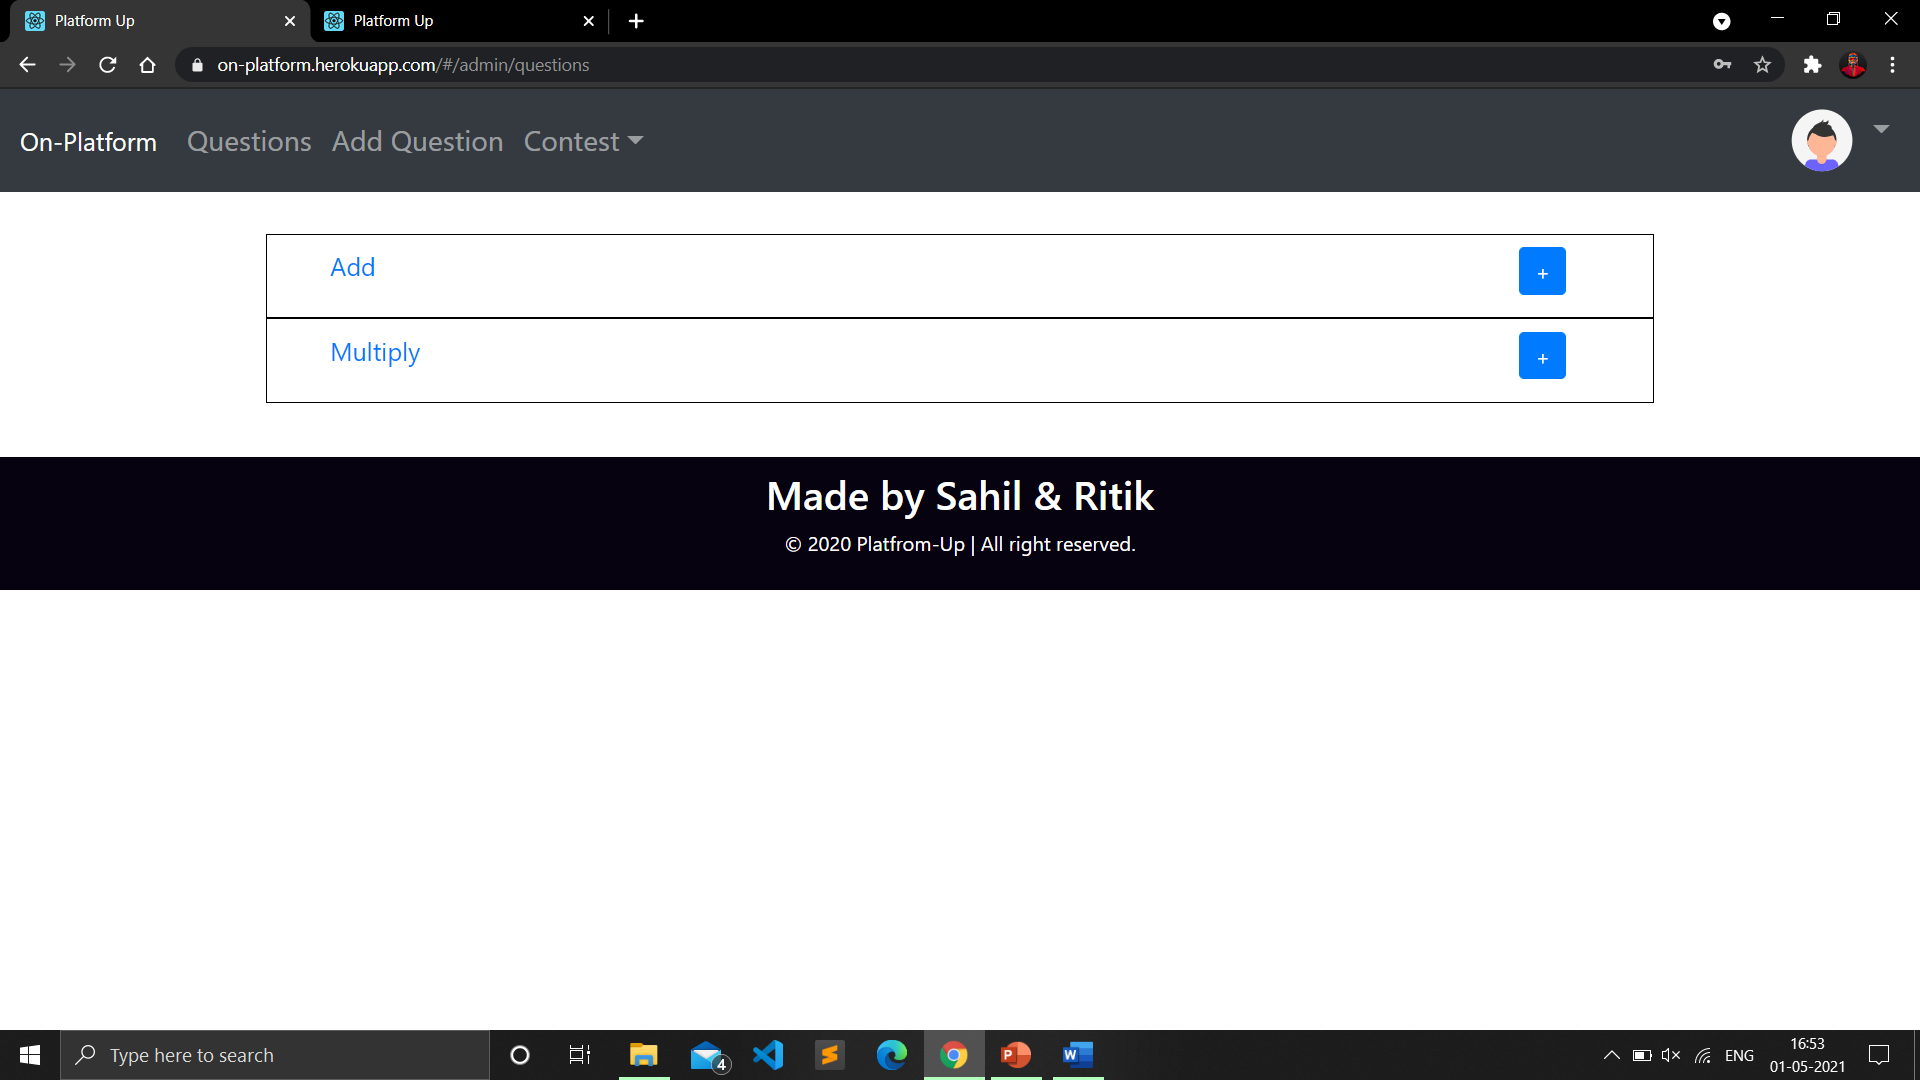 Platform Up
Platform Up
on-platform.herokuapp.com/#/admin/questions
On-Platform Questions Add Question Contest
Add +
Multiply +
Made by Sahil & Ritik
© 2020 Platfrom-Up | All right reserved.
Type here to search
4
ENG
16:53
01-05-2021